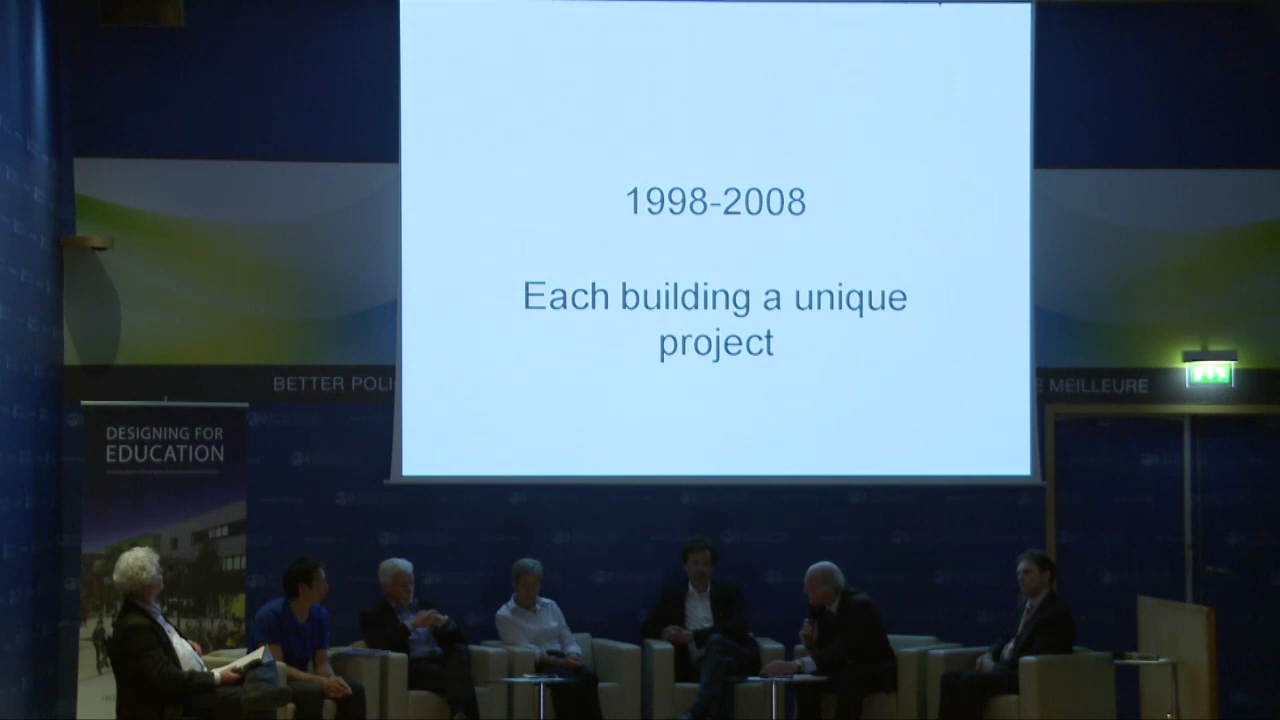 1998-2008
Each building a unique
project
BETTER POLI
E MEILLEURE
DESIGNING FOR
EDUCATION